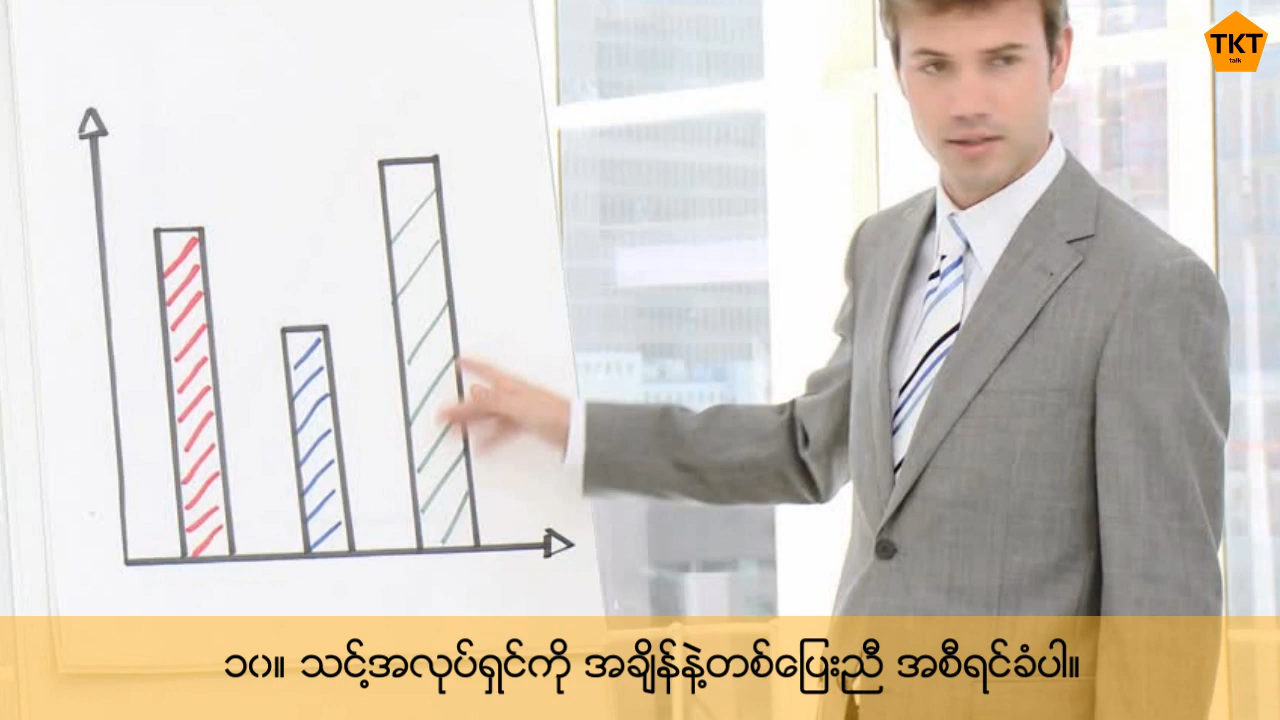 TKT
talk
၁၀။ သင့်အလုပ်ရှင်ကို အချိန်နဲ့တစ်ပြေးညီ အစီရင်ခံပါ။